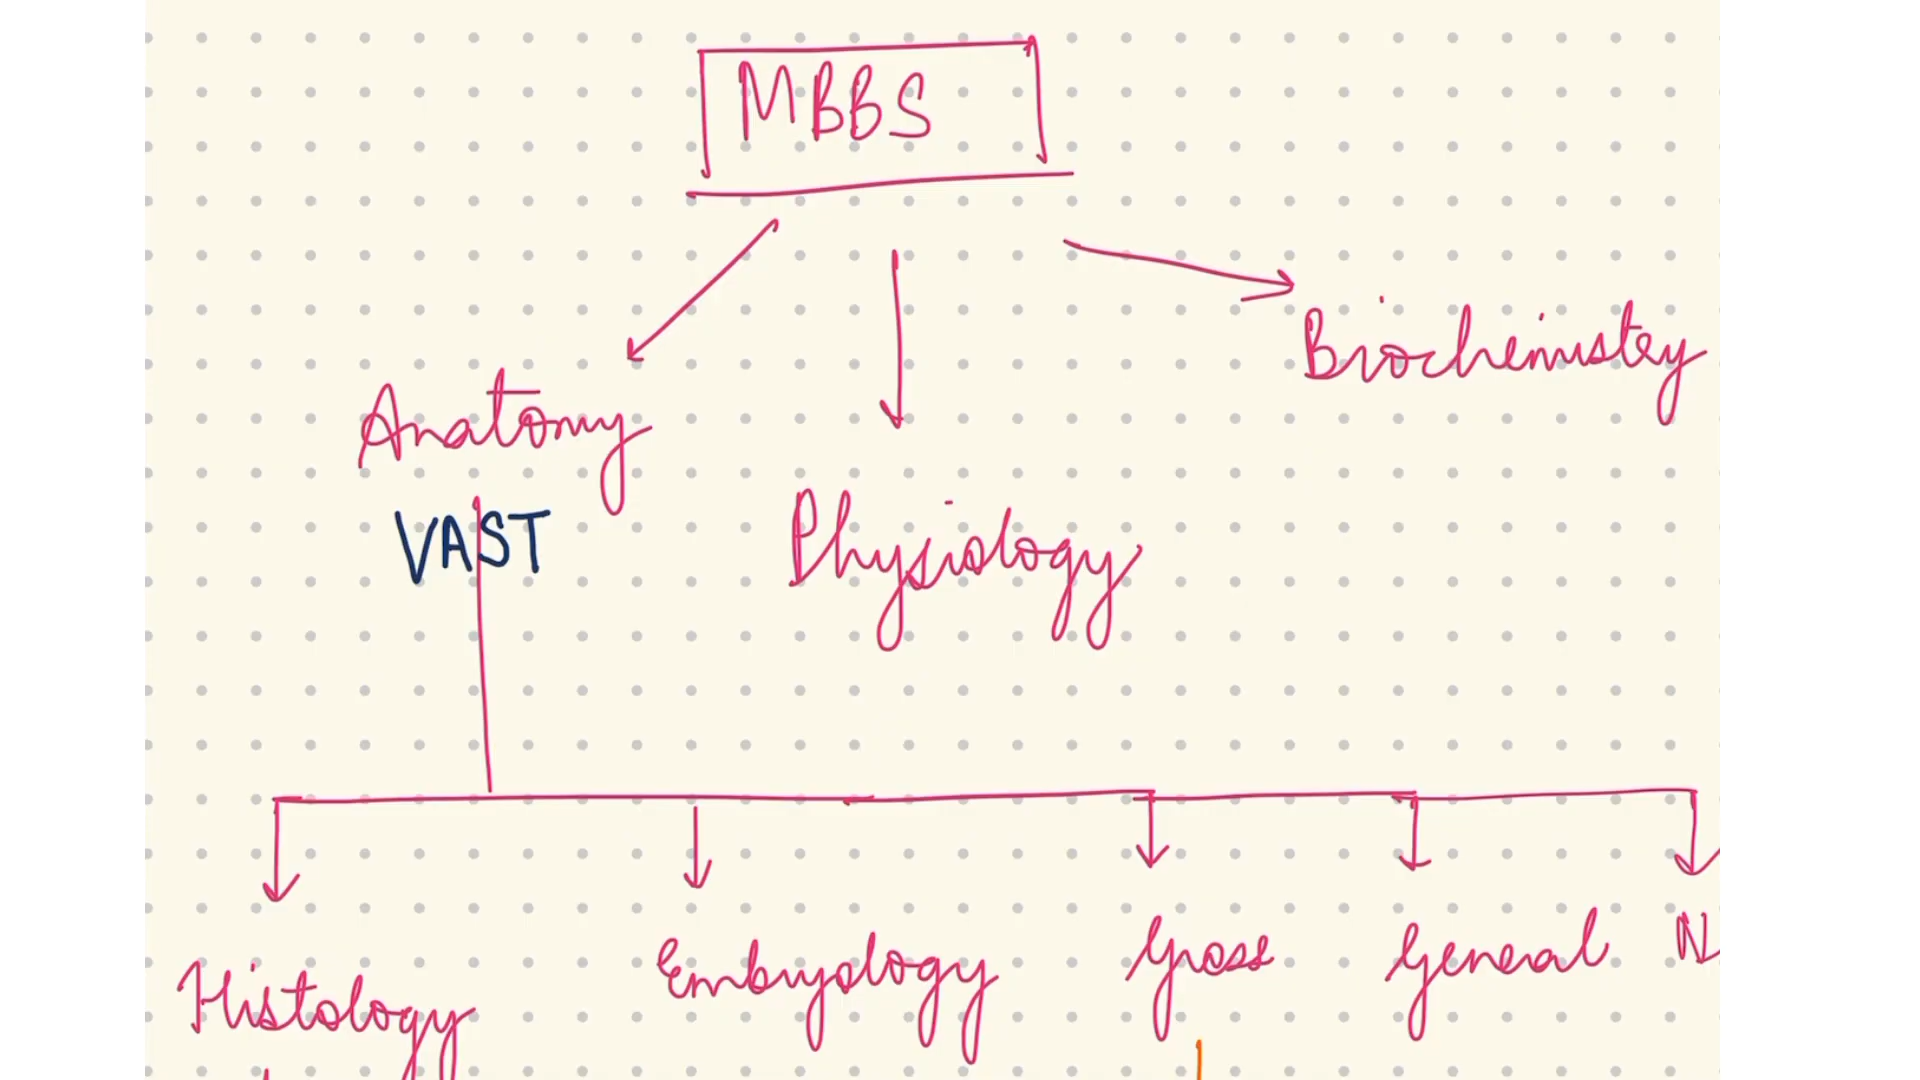 MBBS
Biochemistry
Anatomy
VAST
Physiology
Histology Embryology Gross General N